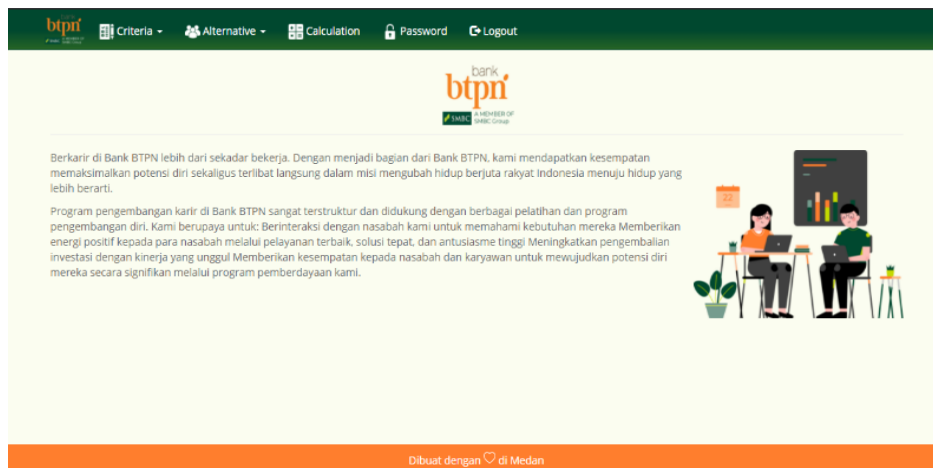 btpn
Criteria
Alternative
Calculation
Password
Logout
bank
btpn
SMBC
A MEMBER OF
SMBC Group
Berkarir di Bank BTPN lebih dari sekadar bekerja. Dengan menjadi bagian dari Bank BTPN, kami mendapatkan kesempatan
memaksimalkan potensi diri sekaligus terlibat langsung dalam misi mengubah hidup berjuta rakyat Indonesia menuju hidup yang
lebih berarti.
Program pengembangan karir di Bank BTPN sangat terstruktur dan didukung dengan berbagai pelatihan dan program
pengembangan diri. Kami berupaya untuk: Berinteraksi dengan nasabah kami untuk memahami kebutuhan mereka Memberikan
energi positif kepada para nasabah melalui pelayanan terbaik, solusi tepat, dan antusiasme tinggi Meningkatkan pengembalian
investasi dengan kinerja yang unggul Memberikan kesempatan kepada nasabah dan karyawan untuk mewujudkan potensi diri
mereka secara signifikan melalui program pemberdayaan kami.
22
Dibuat dengan ♡ di Medan